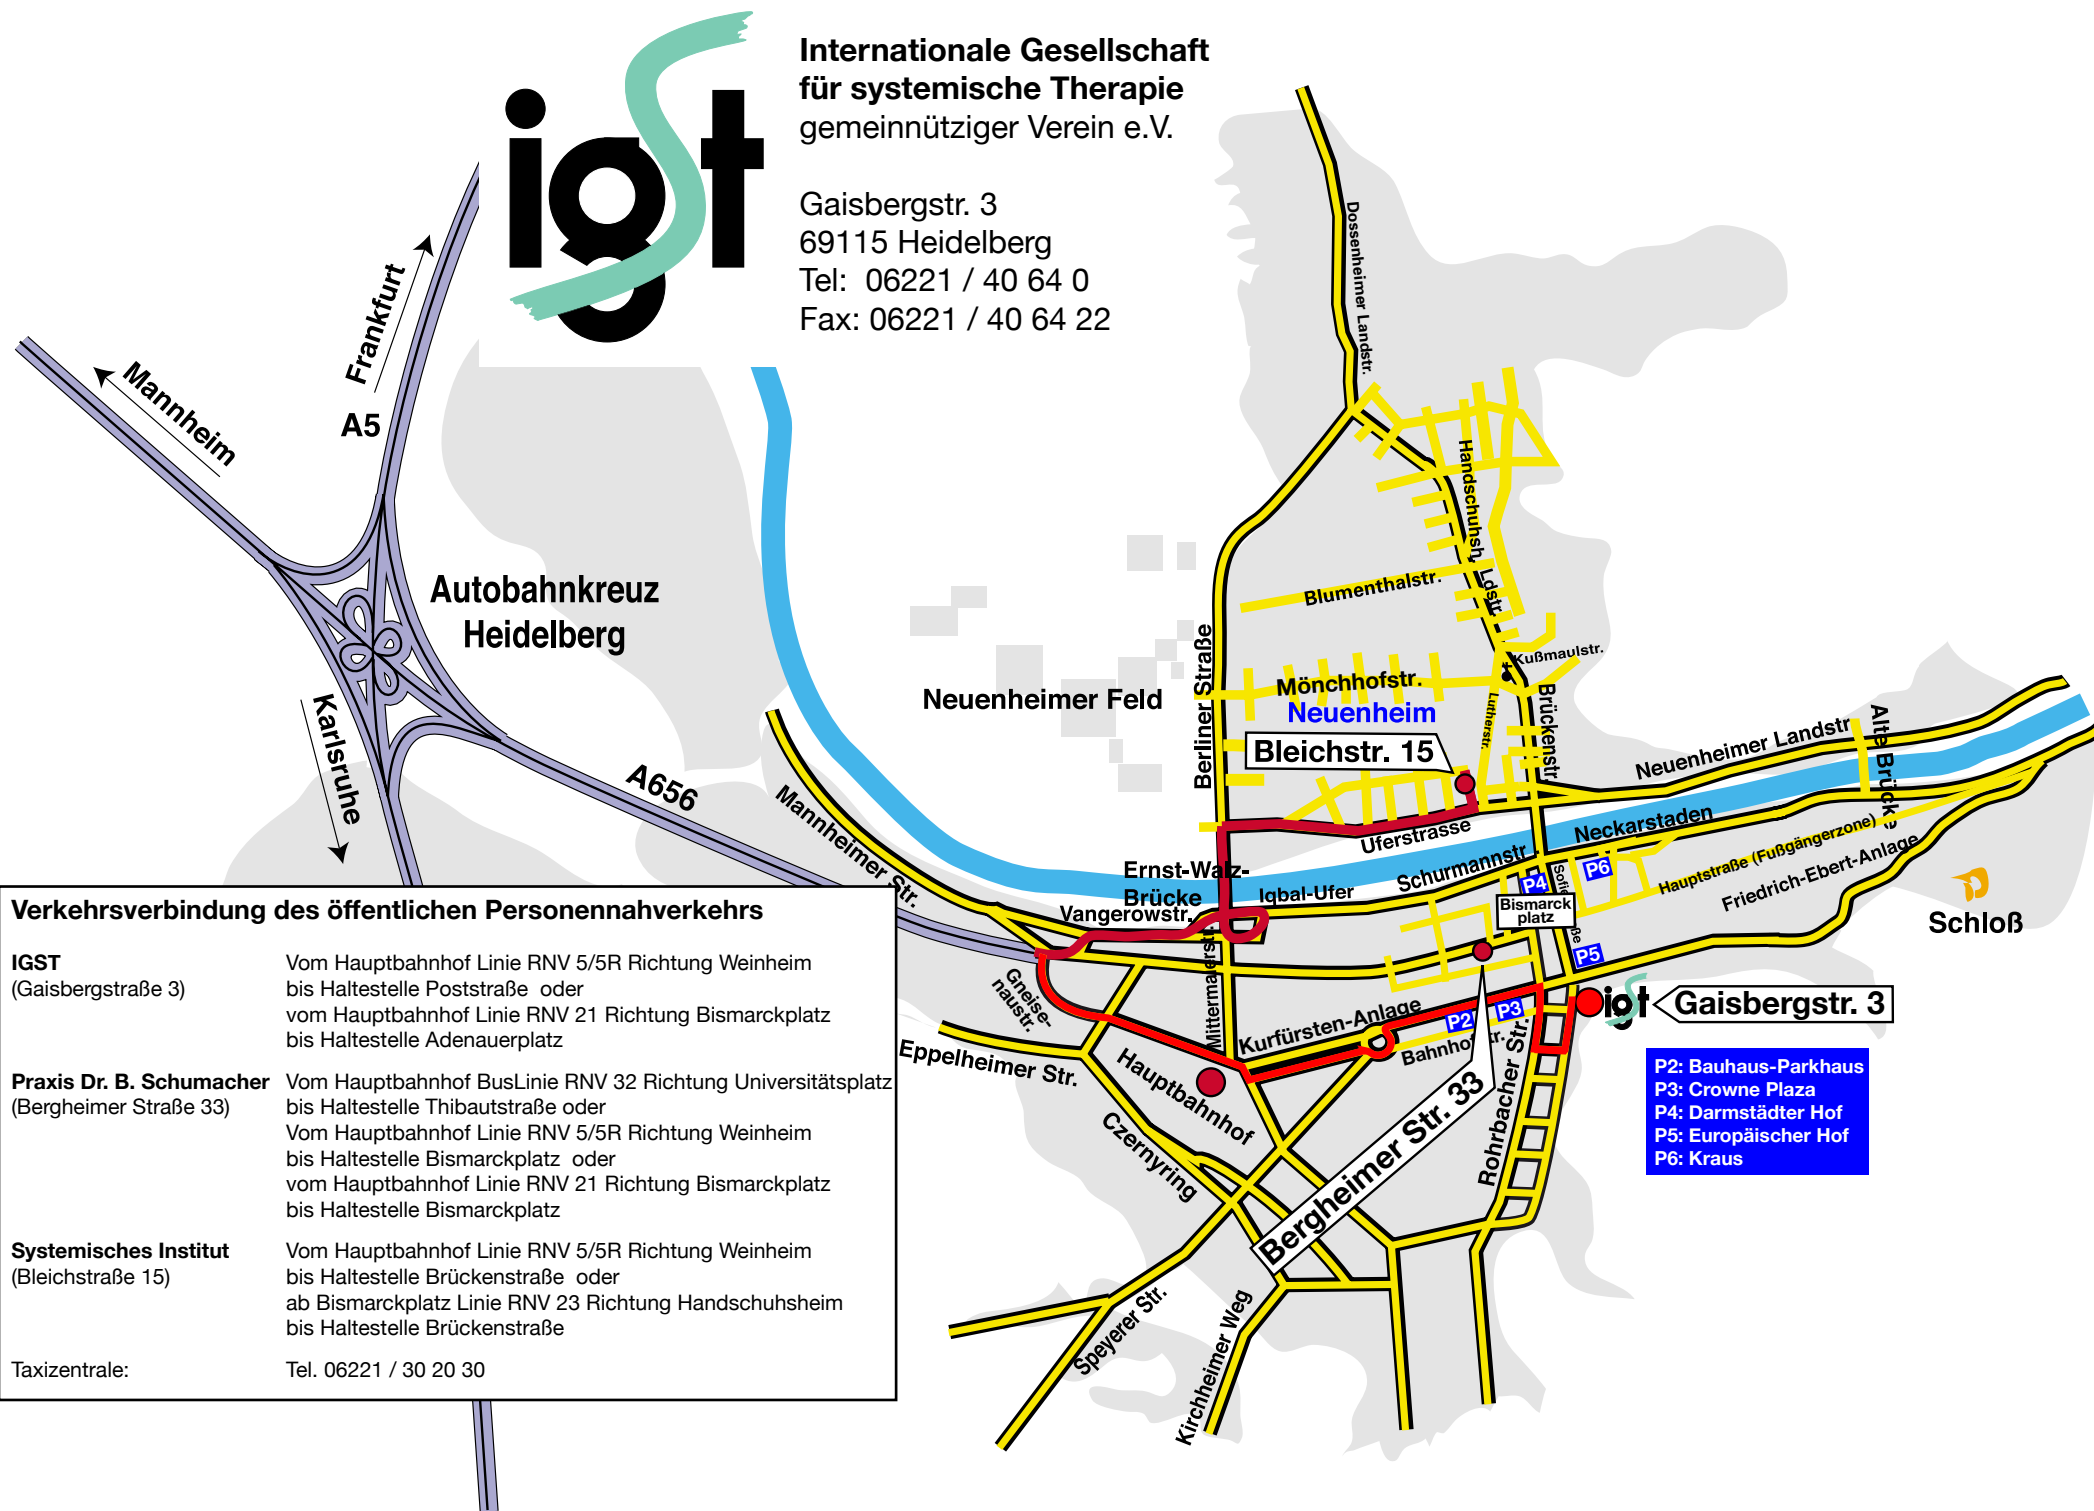 igst
Internationale Gesellschaft
für systemische Therapie
gemeinnütziger Verein e.V.
Gaisbergstr. 3
69115 Heidelberg
Tel: 06221 / 40 64 0
Fax: 06221 / 40 64 22
Frankfurt
Mannheim
A5
Autobahnkreuz
Heidelberg
Karlsruhe
A656
Dossenheimer Landstr.
Handschuhsh. Ldstr.
Blumenthalstr.
Kußmaulstr.
Berliner Straße
Neuenheimer Feld
Mönchhofstr.
Neuenheim
Lutherstr.
Brückenstr.
Bleichstr. 15
Neuenheimer Landstr.
Alte Brücke
Mannheimer Str.
Uferstrasse
Neckarstaden
Ernst-Walz-
Brücke
Iqbal-Ufer
Schurmannstr.
P4
P6
Hauptstraße (Fußgängerzone)
Friedrich-Ebert-Anlage
Vangerowstr.
Bismarck
platz
Schloß
Mittermaierstr.
P5
Gneise-
naustr.
Kurfürsten-Anlage
P2
P3
Bahnhofstr.
igst
Gaisbergstr. 3
Eppelheimer Str.
Hauptbahnhof
Czernyring
Bergheimer Str. 33
Rohrbacher Str.
Speyerer Str.
Kirchheimer Weg
P2: Bauhaus-Parkhaus
P3: Crowne Plaza
P4: Darmstädter Hof
P5: Europäischer Hof
P6: Kraus
Verkehrsverbindung des öffentlichen Personennahverkehrs
IGST Vom Hauptbahnhof Linie RNV 5/5R Richtung Weinheim
(Gaisbergstraße 3) bis Haltestelle Poststraße oder
vom Hauptbahnhof Linie RNV 21 Richtung Bismarckplatz
bis Haltestelle Adenauerplatz
Praxis Dr. B. Schumacher Vom Hauptbahnhof BusLinie RNV 32 Richtung Universitätsplatz
(Bergheimer Straße 33) bis Haltestelle Thibautstraße oder
Vom Hauptbahnhof Linie RNV 5/5R Richtung Weinheim
bis Haltestelle Bismarckplatz oder
vom Hauptbahnhof Linie RNV 21 Richtung Bismarckplatz
bis Haltestelle Bismarckplatz
Systemisches Institut Vom Hauptbahnhof Linie RNV 5/5R Richtung Weinheim
(Bleichstraße 15) bis Haltestelle Brückenstraße oder
ab Bismarckplatz Linie RNV 23 Richtung Handschuhsheim
bis Haltestelle Brückenstraße
Taxizentrale: Tel. 06221 / 30 20 30